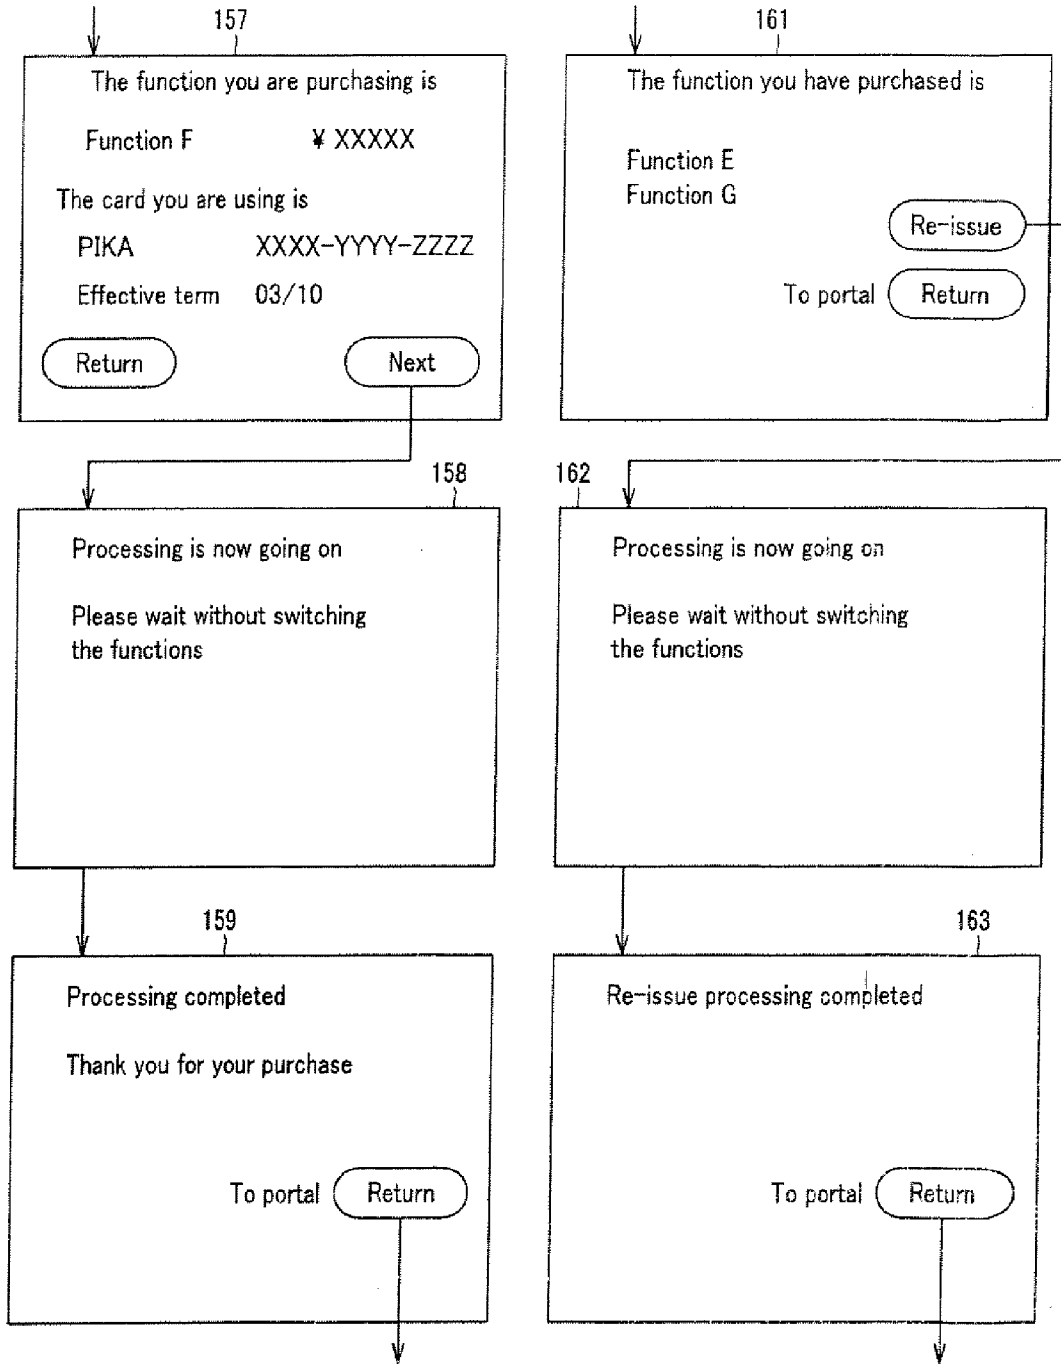 157
The function you are purchasing is
Function F ¥ XXXXX
The card you are using is
PIKA XXXX-YYYY-ZZZZ
Effective term 03/10
Return Next
161
The function you have purchased is
Function E
Function G
Re-issue
To portal Return
158
Processing is now going on
Please wait without switching
the functions
162
Processing is now going on
Please wait without switching
the functions
159
Processing completed
Thank you for your purchase
To portal Return
163
Re-issue processing completed
To portal Return